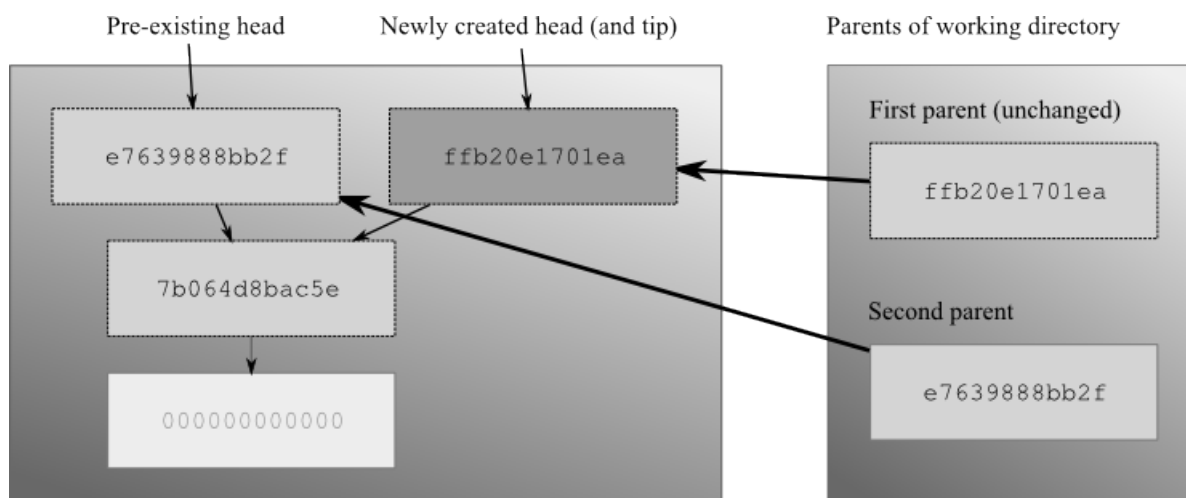 Pre-existing head
Newly created head (and tip)
e7639888bb2f
ffb20e1701ea
7b064d8bac5e
000000000000
Parents of working directory
First parent (unchanged)
ffb20e1701ea
Second parent
e7639888bb2f